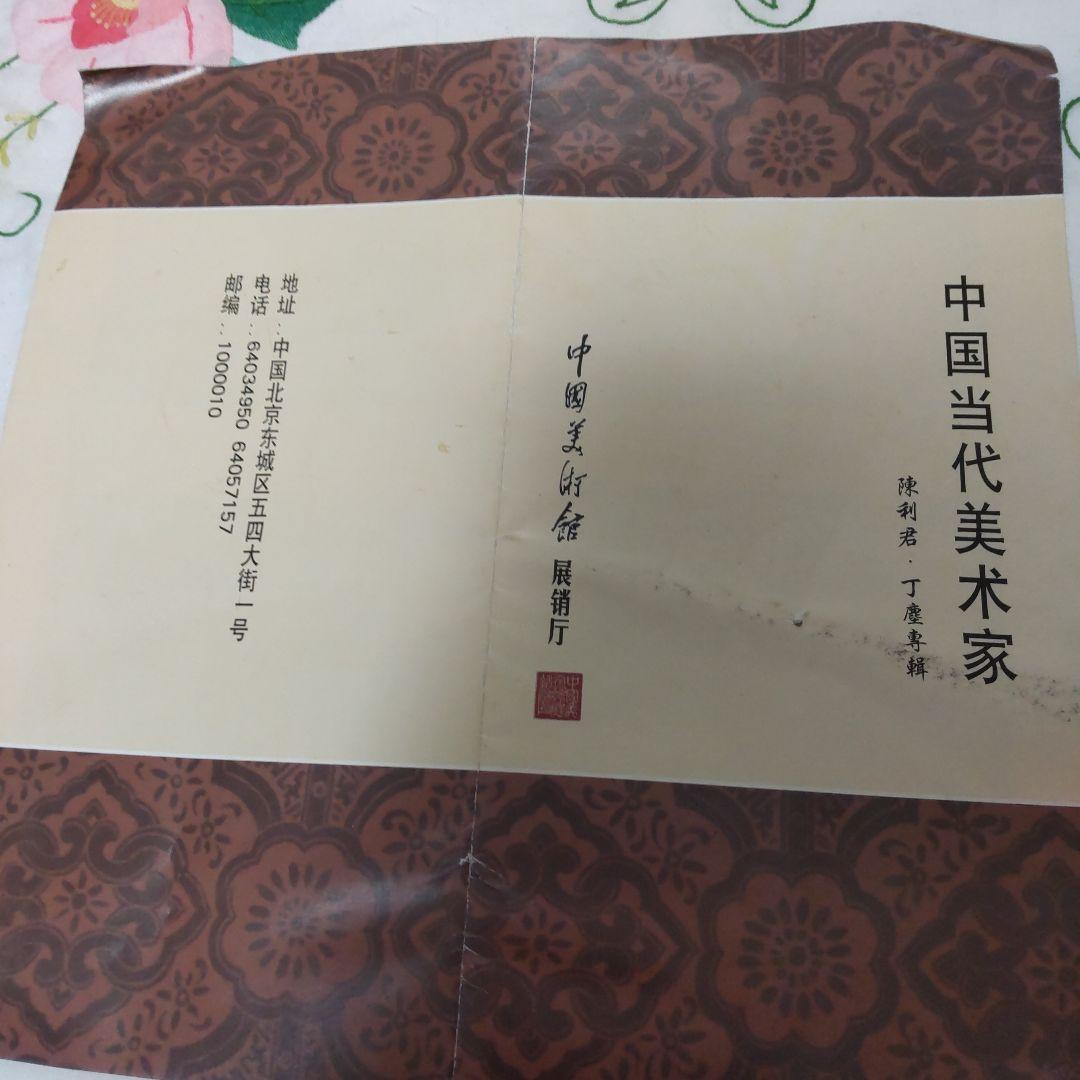 中国当代美术家
陳利君·丁塵專輯
中國美術館 展销厅
地址：中国北京东城区五四大街一号
电话：64034950 64057157
邮编：1000010